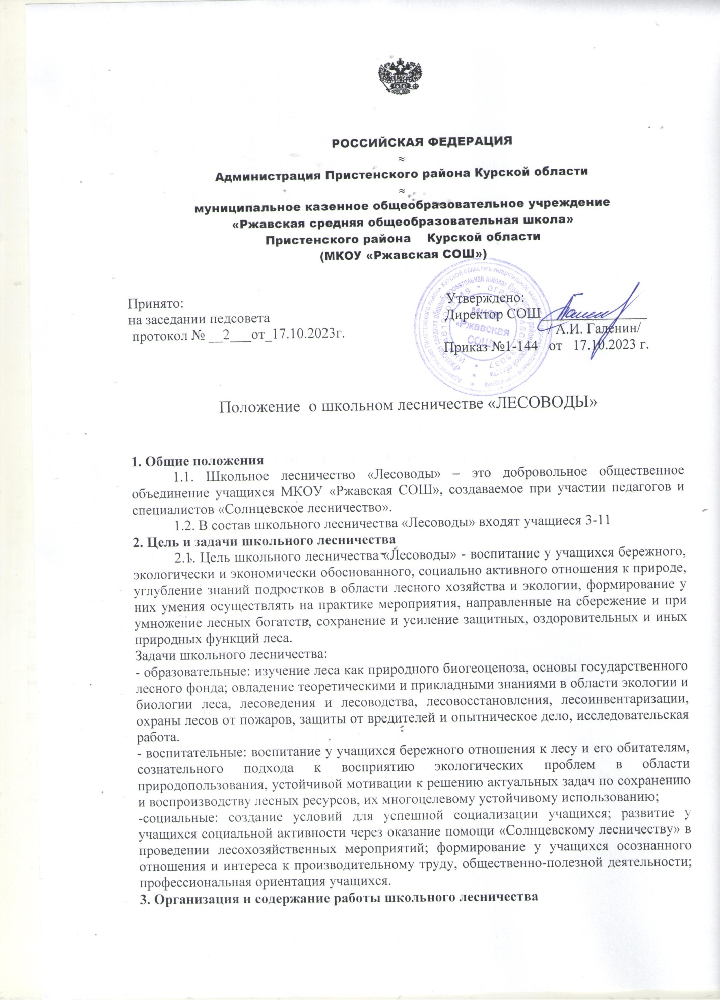 РОССИЙСКАЯ ФЕДЕРАЦИЯ
≈
Администрация Пристенского района Курской области
≈
муниципальное казенное общеобразовательное учреждение
«Ржавская средняя общеобразовательная школа»
Пристенского района Курской области
(МКОУ «Ржавская СОШ»)
Принято:
на заседании педсовета
протокол № __2___от_17.10.2023г.
Утверждено:
Директор СОШ_______________
/ А.И. Галенин/
Приказ №1-144 от 17.10.2023 г.
МКОУ
«Ржавская
СОШ»
Положение о школьном лесничестве «ЛЕСОВОДЫ»
1. Общие положения
1.1. Школьное лесничество «Лесоводы» – это добровольное общественное
объединение учащихся МКОУ «Ржавская СОШ», создаваемое при участии педагогов и
специалистов «Солнцевское лесничество».
1.2. В состав школьного лесничества «Лесоводы» входят учащиеся 3-11
2. Цель и задачи школьного лесничества
2.1. Цель школьного лесничества «Лесоводы» - воспитание у учащихся бережного,
экологически и экономически обоснованного, социально активного отношения к природе,
углубление знаний подростков в области лесного хозяйства и экологии, формирование у
них умения осуществлять на практике мероприятия, направленные на сбережение и при
умножение лесных богатств, сохранение и усиление защитных, оздоровительных и иных
природных функций леса.
Задачи школьного лесничества:
- образовательные: изучение леса как природного биогеоценоза, основы государственного
лесного фонда; овладение теоретическими и прикладными знаниями в области экологии и
биологии леса, лесоведения и лесоводства, лесовосстановления, лесоинвентаризации,
охраны лесов от пожаров, защиты от вредителей и опытническое дело, исследовательская
работа.
- воспитательные: воспитание у учащихся бережного отношения к лесу и его обитателям,
сознательного подхода к восприятию экологических проблем в области
природопользования, устойчивой мотивации к решению актуальных задач по сохранению
и воспроизводству лесных ресурсов, их многоцелевому устойчивому использованию;
-социальные: создание условий для успешной социализации учащихся; развитие у
учащихся социальной активности через оказание помощи «Солнцевскому лесничеству» в
проведении лесохозяйственных мероприятий; формирование у учащихся осознанного
отношения и интереса к производительному труду, общественно-полезной деятельности;
профессиональная ориентация учащихся.
3. Организация и содержание работы школьного лесничества